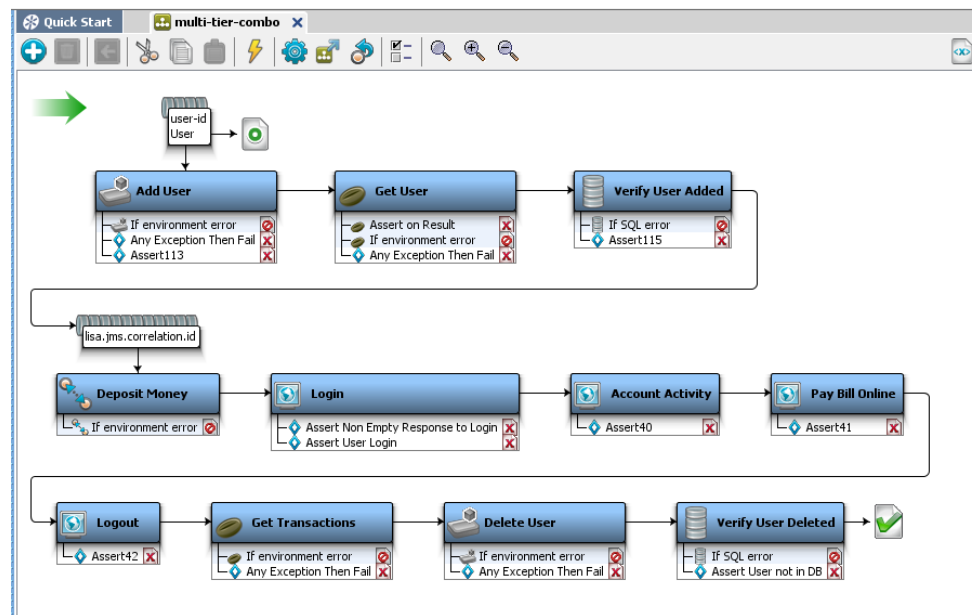 Quick Start
multi-tier-combo
user-id
User
Add User
If environment error
Any Exception Then Fail
Assert113
Get User
Assert on Result
If environment error
Any Exception Then Fail
Verify User Added
If SQL error
Assert115
lisa.jms.correlation.id
Deposit Money
If environment error
Login
Assert Non Empty Response to Login
Assert User Login
Account Activity
Assert40
Pay Bill Online
Assert41
Logout
Assert42
Get Transactions
If environment error
Any Exception Then Fail
Delete User
If environment error
Any Exception Then Fail
Verify User Deleted
If SQL error
Assert User not in DB